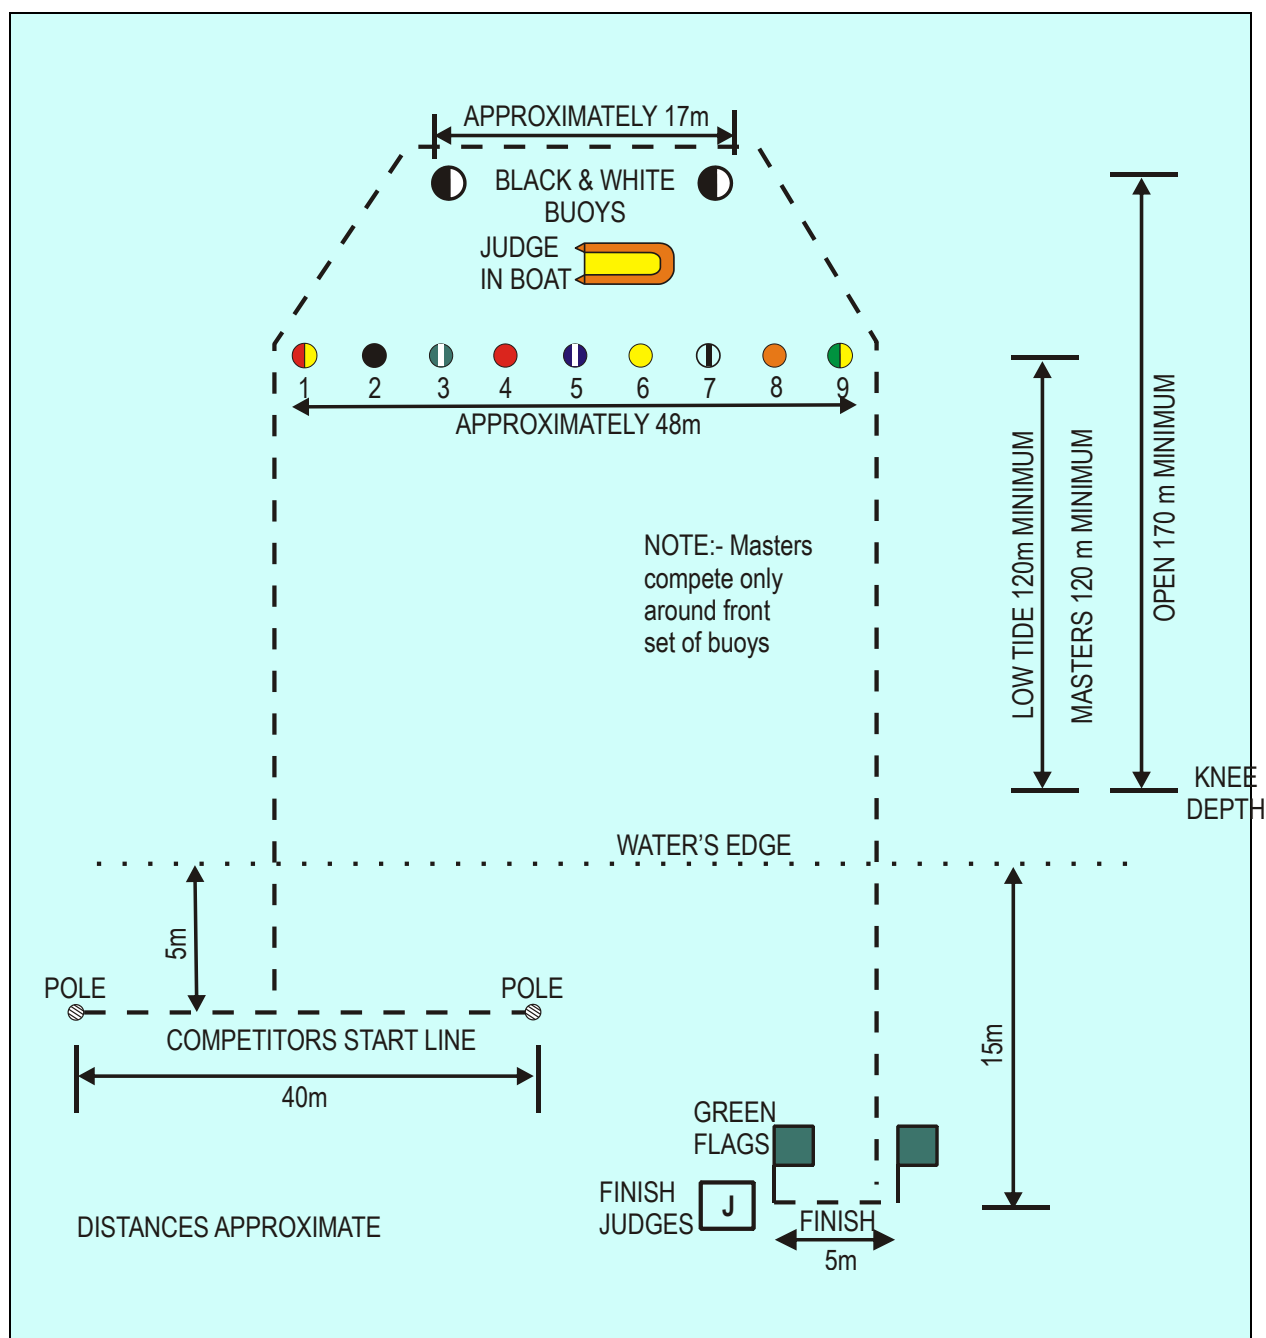 APPROXIMATELY 17m
BLACK & WHITE
BUOYS
JUDGE
IN BOAT
1 2 3 4 5 6 7 8 9
APPROXIMATELY 48m
NOTE:- Masters
compete only
around front
set of buoys
LOW TIDE 120m MINIMUM
MASTERS 120 m MINIMUM
OPEN 170 m MINIMUM
KNEE
DEPTH
WATER'S EDGE
5m
POLE
POLE
COMPETITORS START LINE
40m
15m
GREEN
FLAGS
FINISH
JUDGES
J
FINISH
5m
DISTANCES APPROXIMATE